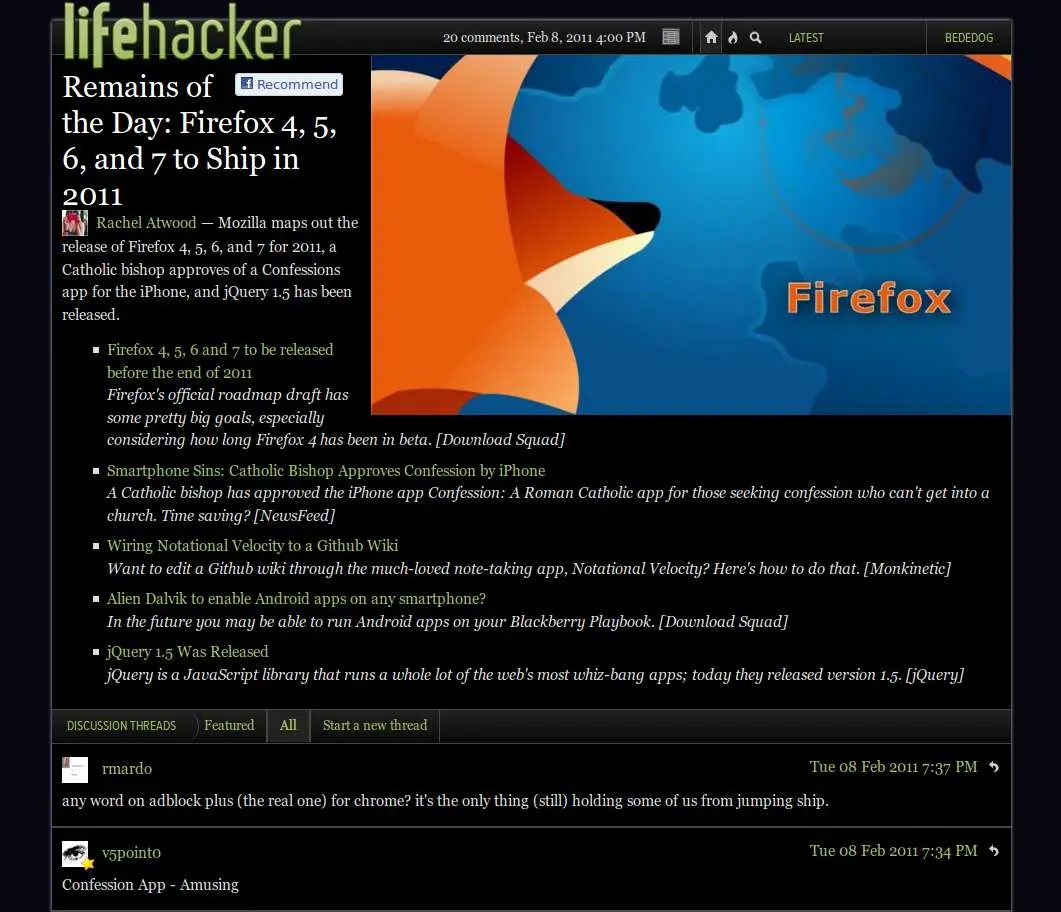 lifehacker
20 comments, Feb 8, 2011 4:00 PM
LATEST
BEDEDOG
Remains of
Recommend
the Day: Firefox 4, 5,
6, and 7 to Ship in
2011
Rachel Atwood — Mozilla maps out the
release of Firefox 4, 5, 6, and 7 for 2011, a
Catholic bishop approves of a Confessions
app for the iPhone, and jQuery 1.5 has been
released.
Firefox
Firefox 4, 5, 6 and 7 to be released
before the end of 2011
Firefox's official roadmap draft has
some pretty big goals, especially
considering how long Firefox 4 has been in beta. [Download Squad]
Smartphone Sins: Catholic Bishop Approves Confession by iPhone
A Catholic bishop has approved the iPhone app Confession: A Roman Catholic app for those seeking confession who can't get into a
church. Time saving? [NewsFeed]
Wiring Notational Velocity to a Github Wiki
Want to edit a Github wiki through the much-loved note-taking app, Notational Velocity? Here's how to do that. [Monkinetic]
Alien Dalvik to enable Android apps on any smartphone?
In the future you may be able to run Android apps on your Blackberry Playbook. [Download Squad]
jQuery 1.5 Was Released
jQuery is a JavaScript library that runs a whole lot of the web's most whiz-bang apps; today they released version 1.5. [jQuery]
DISCUSSION THREADS
Featured
All
Start a new thread
rmardo
Tue 08 Feb 2011 7:37 PM
any word on adblock plus (the real one) for chrome? it's the only thing (still) holding some of us from jumping ship.
v5point0
Tue 08 Feb 2011 7:34 PM
Confession App - Amusing